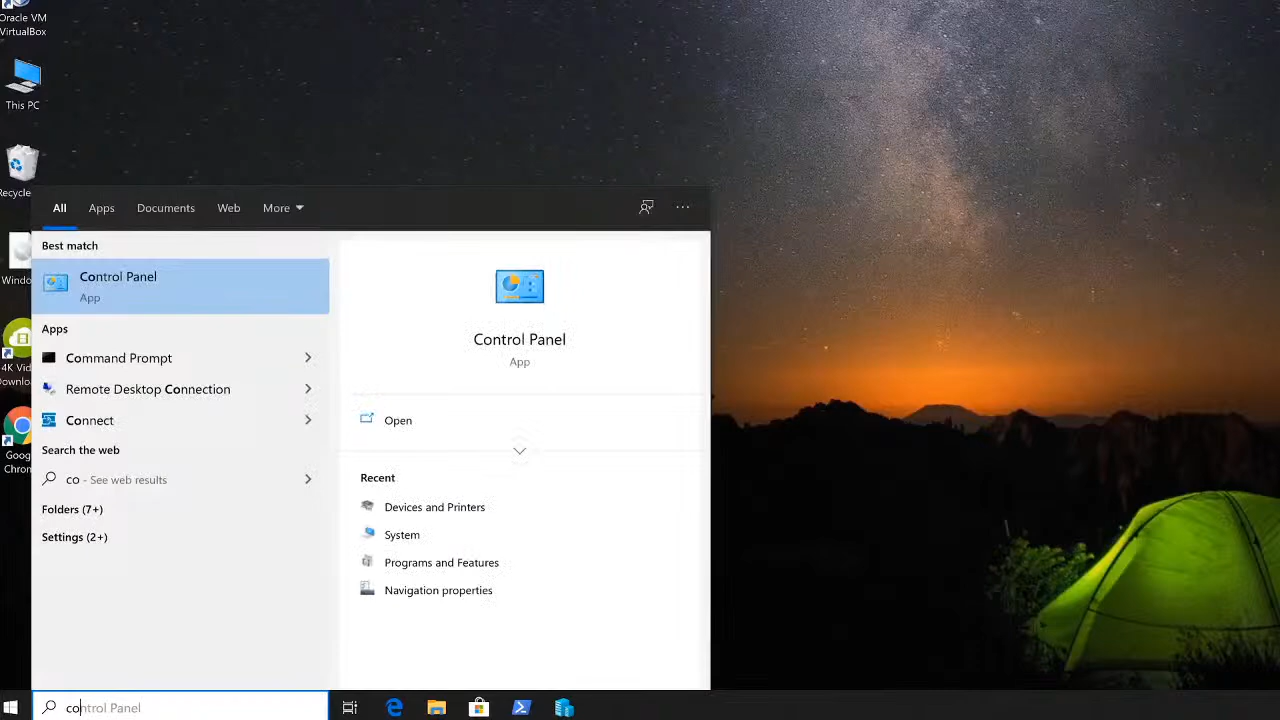 Oracle VM
VirtualBox
This PC
Recycle
Windo
4K Vid
Downlo
Goog
Chron
All
Apps
Documents
Web
More
Best match
Control Panel
App
Apps
Command Prompt
Remote Desktop Connection
Connect
Search the web
co - See web results
Folders (7+)
Settings (2+)
Control Panel
App
Open
Recent
Devices and Printers
System
Programs and Features
Navigation properties
control Panel